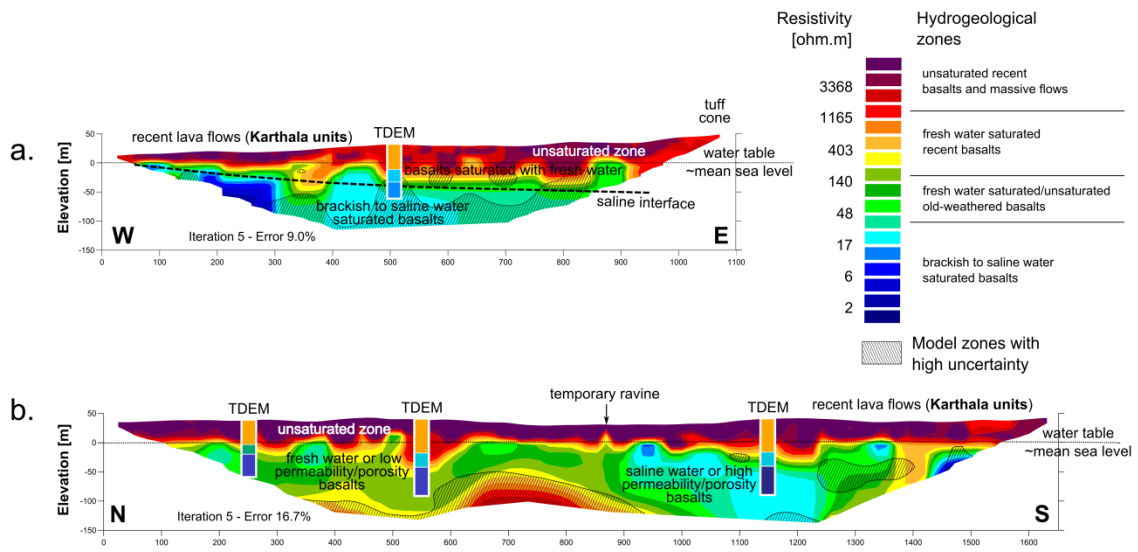 Resistivity
[ohm.m]
Hydrogeological
zones
3368
1165
403
140
48
17
6
2
unsaturated recent
basalts and massive flows
fresh water saturated
recent basalts
fresh water saturated/unsaturated
old-weathered basalts
brackish to saline water
saturated basalts
Model zones with
high uncertainty
a.
Elevation [m]
50
0
-50
-100
-150
recent lava flows (Karthala units)
TDEM
tuff
cone
unsaturated zone
basalts saturated with fresh water
water table
~mean sea level
saline interface
brackish to saline water
saturated basalts
W
E
Iteration 5 - Error 9.0%
0 100 200 300 400 500 600 700 800 900 1000 1100
b.
Elevation [m]
50
0
-50
-100
-150
TDEM
TDEM
temporary ravine
TDEM
recent lava flows (Karthala units)
unsaturated zone
water table
~mean sea level
fresh water or low
permeability/porosity
basalts
saline water or high
permeability/porosity
basalts
N
S
Iteration 5 - Error 16.7%
0 100 200 300 400 500 600 700 800 900 1000 1100 1200 1300 1400 1500 1600